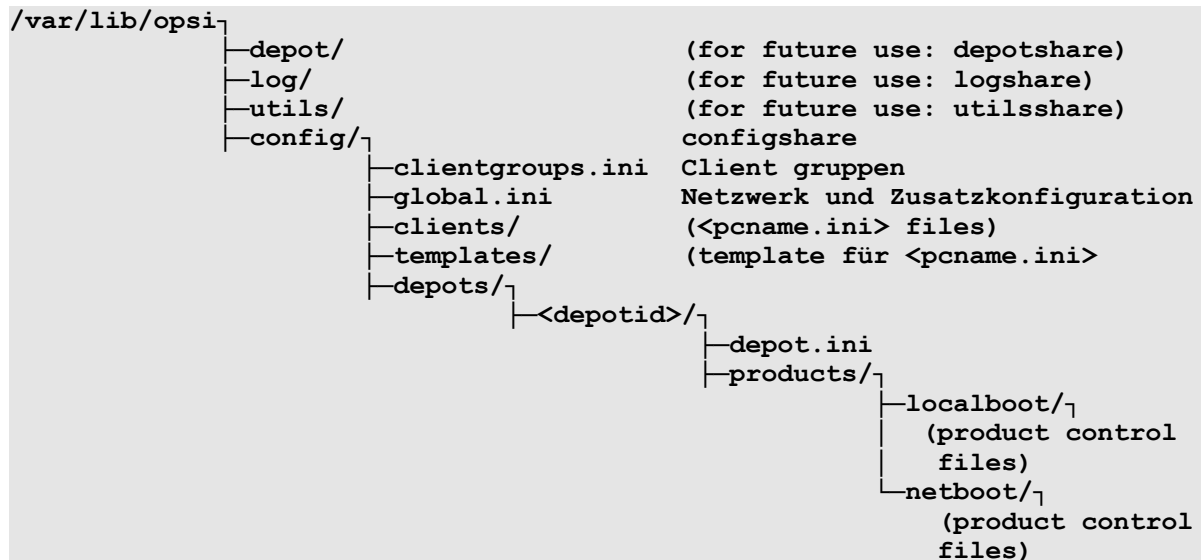 /var/lib/opsi┐
├─depot/ (for future use: depotshare)
├─log/ (for future use: logshare)
├─utils/ (for future use: utilsshare)
├─config/┐ configshare
├─clientgroups.ini Client gruppen
├─global.ini Netzwerk und Zusatzkonfiguration
├─clients/ (<pcname.ini> files)
├─templates/ (template für <pcname.ini>
├─depots/┐
├─<depotid>/┐
├─depot.ini
├─products/┐
├─localboot/┐
│ (product control
│ files)
└─netboot/┐
(product control
files)